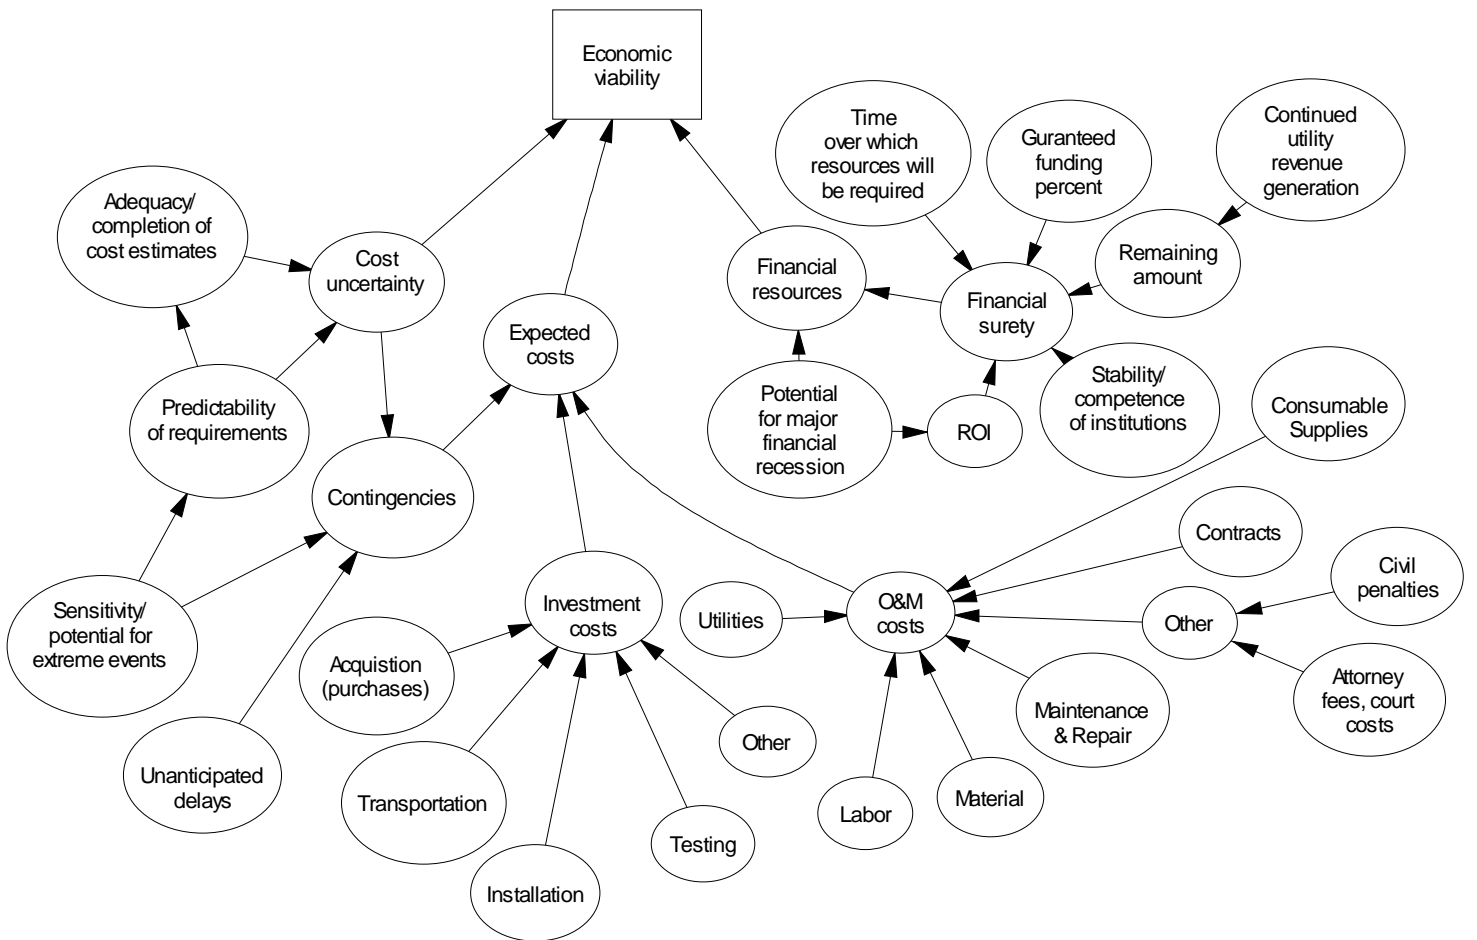 Economic
viability
Time
over which
resources will
be required
Guranteed
funding
percent
Continued
utility
revenue
generation
Adequacy/
completion of
cost estimates
Cost
uncertainty
Financial
resources
Remaining
amount
Financial
surety
Expected
costs
Predictability
of requirements
Potential
for major
financial
recession
ROI
Stability/
competence
of institutions
Consumable
Supplies
Contingencies
Contracts
Sensitivity/
potential for
extreme events
Investment
costs
Utilities
O&M
costs
Other
Civil
penalties
Acquistion
(purchases)
Attorney
fees, court
costs
Maintenance
& Repair
Other
Unanticipated
delays
Transportation
Material
Labor
Testing
Installation